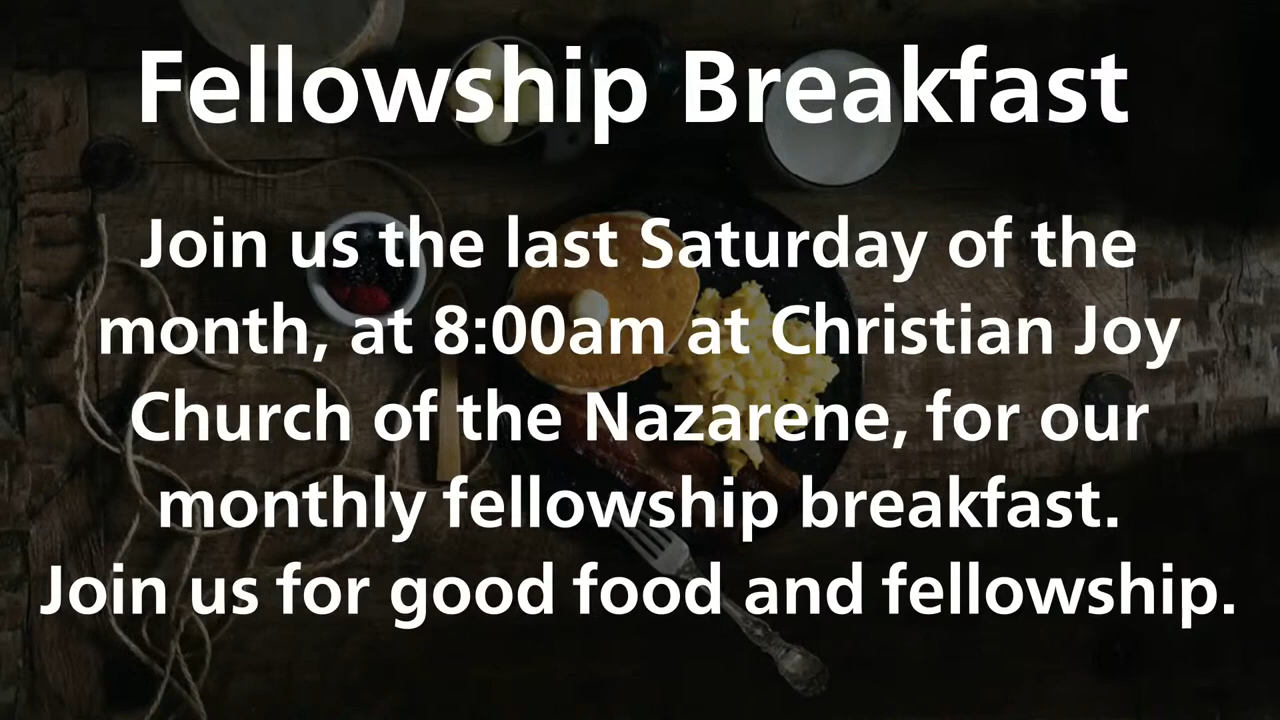 Fellowship Breakfast
Join us the last Saturday of the
month, at 8:00am at Christian Joy
Church of the Nazarene, for our
monthly fellowship breakfast.
Join us for good food and fellowship.